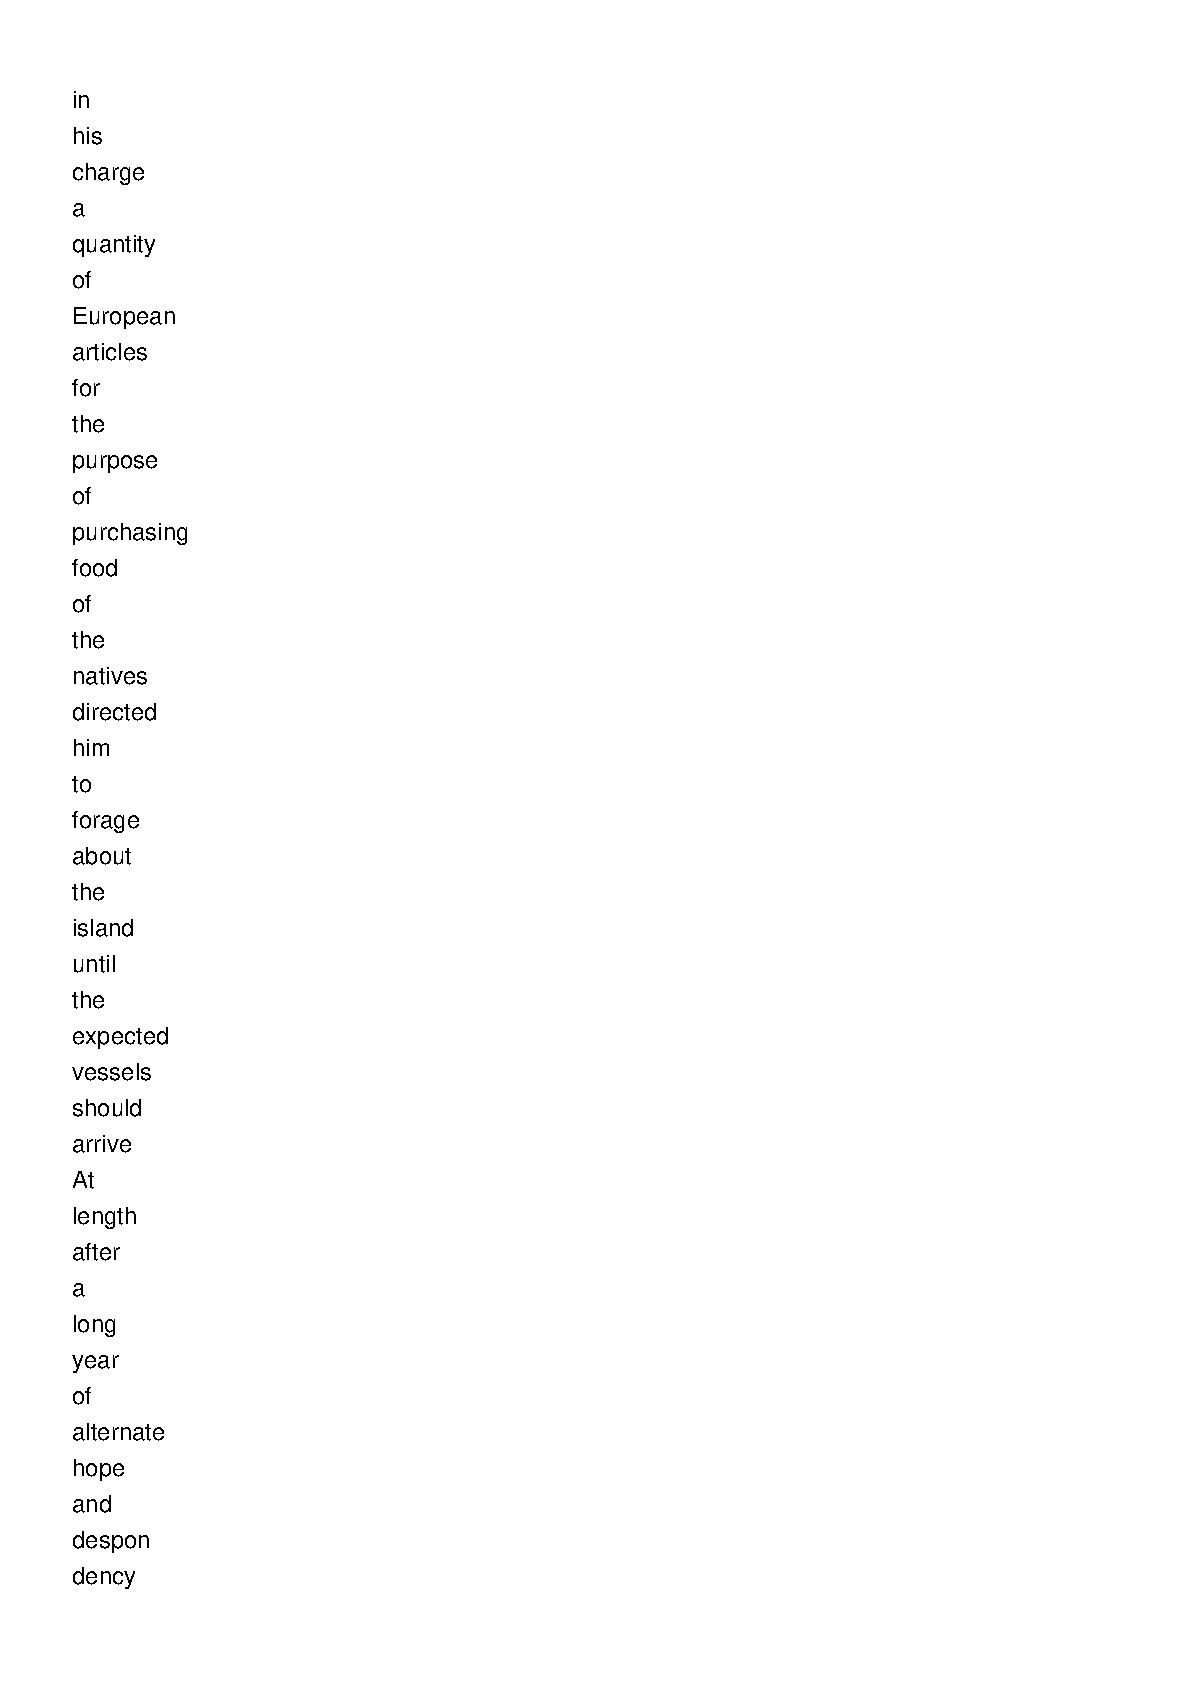 in
his
charge
a
quantity
of
European
articles
for
the
purpose
of
purchasing
food
of
the
natives
directed
him
to
forage
about
the
island
until
the
expected
vessels
should
arrive
At
length
after
a
long
year
of
alternate
hope
and
despon
dency